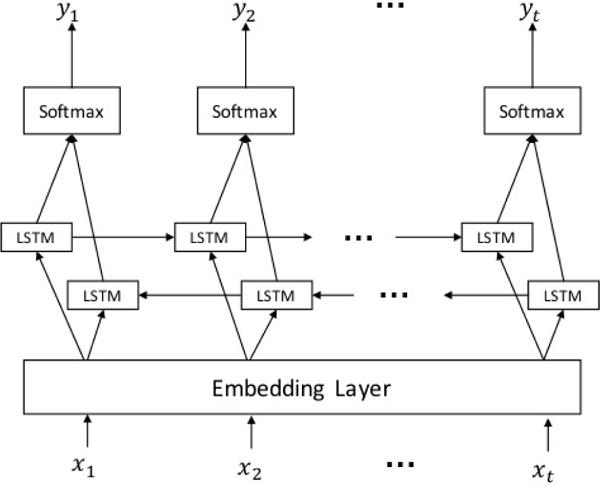 y₁ y₂ ... yₜ
Softmax Softmax Softmax
LSTM LSTM ... LSTM
LSTM LSTM ... LSTM
Embedding Layer
x₁ x₂ ... xₜ